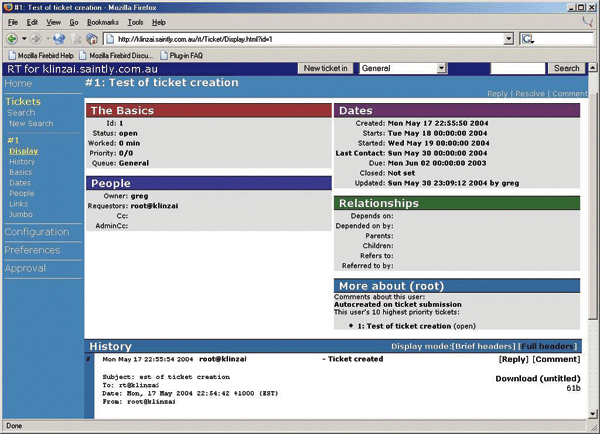 #1: Test of ticket creation - Mozilla Firefox
File Edit View Go Bookmarks Tools Help
http://klinzai.saintly.com.au/rt/Ticket/Display.html?id=1
Mozilla Firebird Help Mozilla Firebird Discu... Plug-in FAQ
RT for klinzai.saintly.com.au New ticket in General Search
Home
#1: Test of ticket creation
Reply | Resolve | Comment
Tickets
Search
New Search
#1
Display
History
Basics
Dates
People
Links
Jumbo
Configuration
Preferences
Approval
The Basics
Id: 1
Status: open
Worked: 0 min
Priority: 0/0
Queue: General
People
Owner: greg
Requestors: root@klinzai
Cc:
AdminCc:
Dates
Created: Mon May 17 22:55:50 2004
Starts: Tue May 18 00:00:00 2004
Started: Wed May 19 00:00:00 2004
Last Contact: Sun May 30 00:00:00 2004
Due: Mon Jun 02 00:00:00 2003
Closed: Not set
Updated: Sun May 30 23:09:12 2004 by greg
Relationships
Depends on:
Depended on by:
Parents:
Children:
Refers to:
Referred to by:
More about (root)
Comments about this user:
Autocreated on ticket submission
This user's 10 highest priority tickets:
1: Test of ticket creation (open)
History Display mode:[Brief headers] [Full headers]
# Mon May 17 22:55:54 2004 root@klinzai - Ticket created [Reply] [Comment]
Subject: est of ticket creation
To: rt@klinzai
Date: Mon, 17 May 2004 22:54:42 +1000 (EST)
From: root@klinzai
Download (untitled)
61b
Done